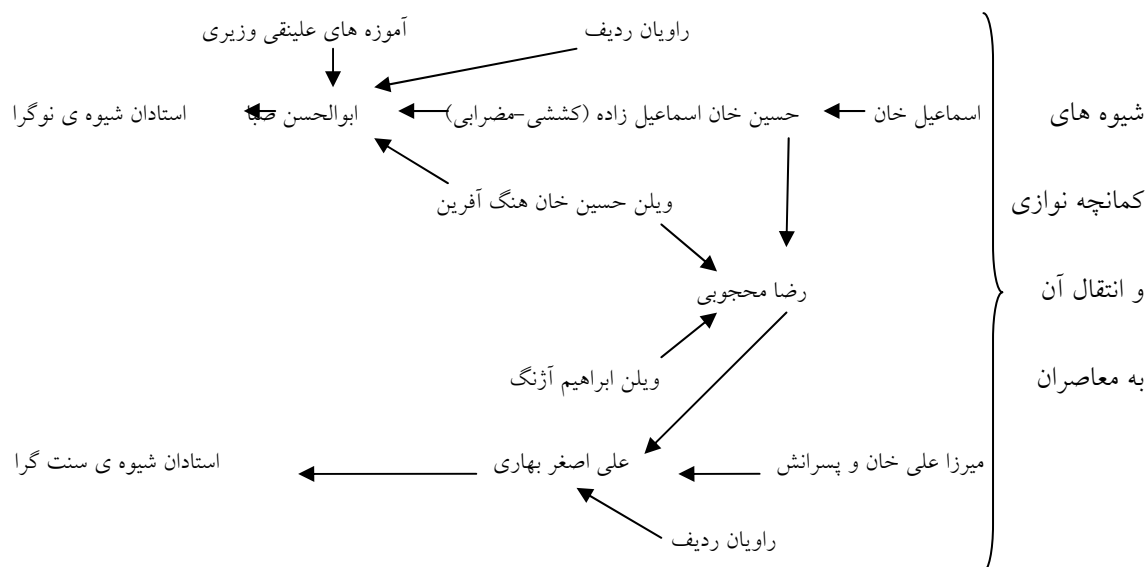 آموزه های علینقی وزیری
راویان ردیف
شیوه های
اسماعیل خان
حسین خان اسماعیل زاده (کششی-مضرابی)
ابوالحسن صبا
استادان شیوه ی نوگرا
کمانچه نوازی
ویلن حسین خان هنگ آفرین
و انتقال آن
رضا محجوبی
به معاصران
ویلن ابراهیم آژنگ
میرزا علی خان و پسرانش
علی اصغر بهاری
استادان شیوه ی سنت گرا
راویان ردیف